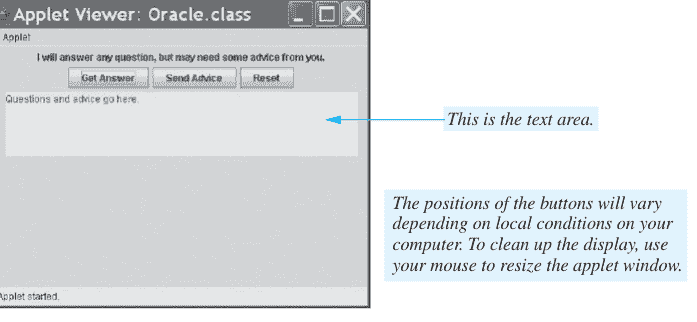 Applet Viewer: Oracle.class
Applet
I will answer any question, but may need some advice from you.
Get Answer Send Advice Reset
Questions and advice go here.
This is the text area.
The positions of the buttons will vary
depending on local conditions on your
computer. To clean up the display, use
your mouse to resize the applet window.
Applet started.